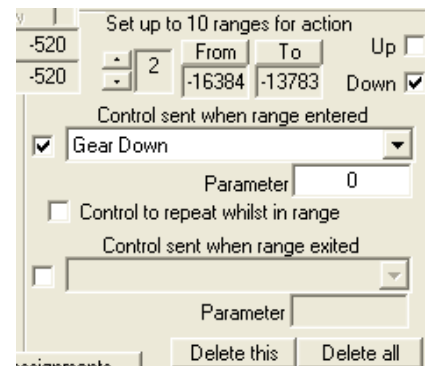 Set up to 10 ranges for action
-520
From To
Up
-520
2
-16384 -13783
Down
Control sent when range entered
Gear Down
Parameter 0
Control to repeat whilst in range
Control sent when range exited
Parameter
Delete this Delete all